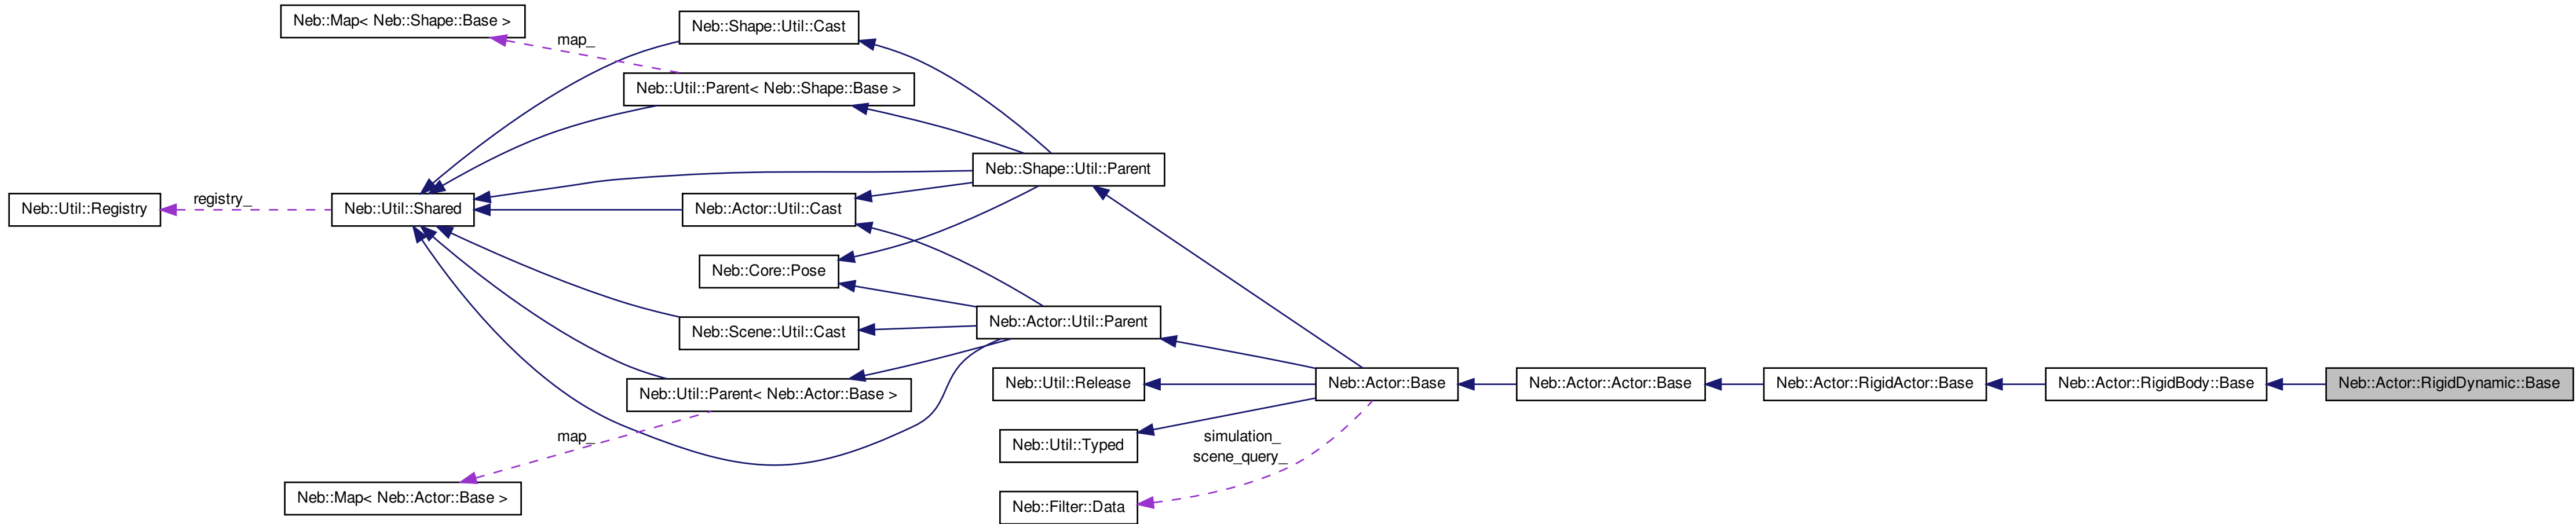 Neb::Map< Neb::Shape::Base >
Neb::Shape::Util::Cast
map_
Neb::Util::Parent< Neb::Shape::Base >
Neb::Shape::Util::Parent
Neb::Util::Registry
registry_
Neb::Util::Shared
Neb::Actor::Util::Cast
Neb::Core::Pose
Neb::Scene::Util::Cast
Neb::Actor::Util::Parent
Neb::Util::Parent< Neb::Actor::Base >
Neb::Util::Release
Neb::Actor::Base
Neb::Actor::Actor::Base
Neb::Actor::RigidActor::Base
Neb::Actor::RigidBody::Base
Neb::Actor::RigidDynamic::Base
map_
Neb::Util::Typed
simulation_
scene_query_
Neb::Map< Neb::Actor::Base >
Neb::Filter::Data